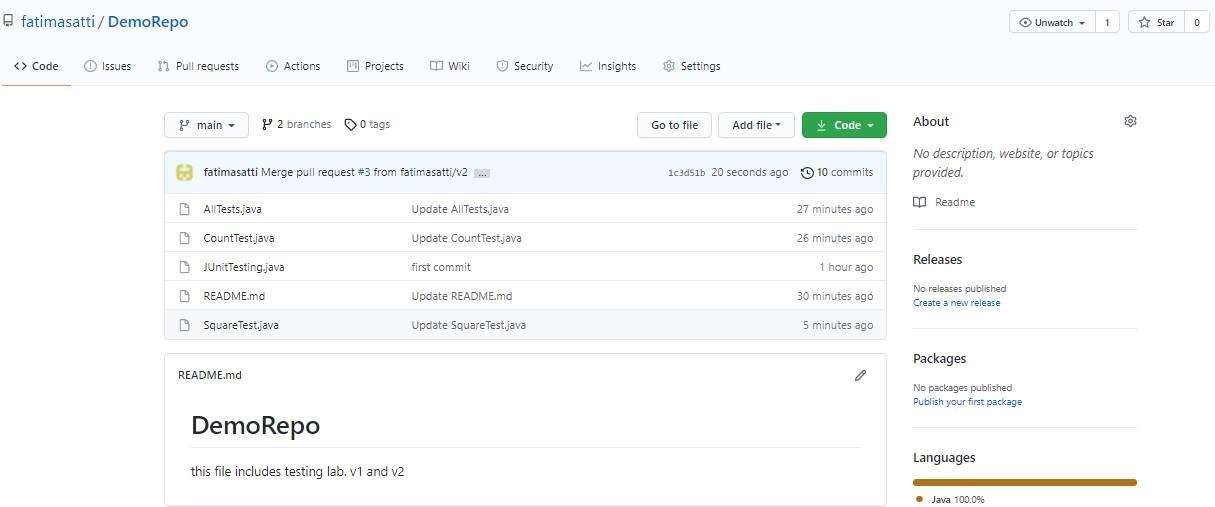 fatimasatti / DemoRepo
Unwatch 1 Star 0
Code Issues Pull requests Actions Projects Wiki Security Insights Settings
main 2 branches 0 tags Go to file Add file Code
fatimasatti Merge pull request #3 from fatimasatti/v2 ... 1c3d51b 20 seconds ago 10 commits
AllTests.java Update AllTests.java 27 minutes ago
CountTest.java Update CountTest.java 26 minutes ago
JUnitTesting.java first commit 1 hour ago
README.md Update README.md 30 minutes ago
SquareTest.java Update SquareTest.java 5 minutes ago
README.md
DemoRepo
this file includes testing lab. v1 and v2
About
No description, website, or topics
provided.
Readme
Releases
No releases published
Create a new release
Packages
No packages published
Publish your first package
Languages
Java 100.0%